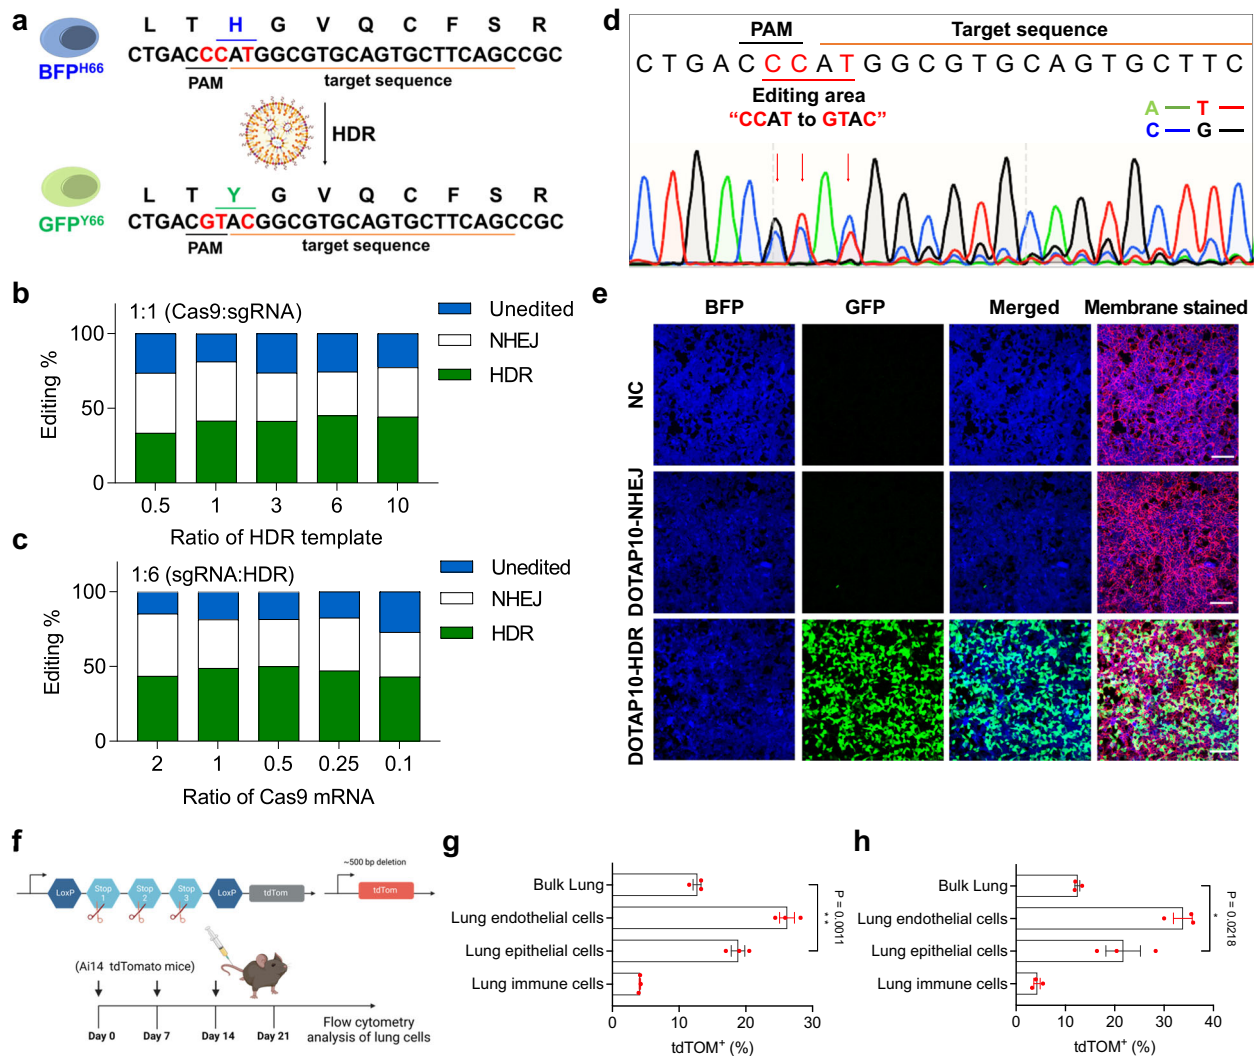 a
L T H G V Q C F S R
CTGACCCATGGCGTGCAGTGCTTCAGCCGC
BFPH66
PAM target sequence
HDR
L T Y G V Q C F S R
GFPY66
CTGACGTACGGCGTGCAGTGCTTCAGCCGC
PAM target sequence
b
1:1 (Cas9:sgRNA)
Unedited
NHEJ
HDR
Editing %
100
50
0
0.5 1 3 6 10
Ratio of HDR template
c
1:6 (sgRNA:HDR)
Unedited
NHEJ
HDR
Editing %
100
50
0
2 1 0.5 0.25 0.1
Ratio of Cas9 mRNA
d
PAM Target sequence
C T G A C C C A T G G C G T G C A G T G C T T C
Editing area
“CCAT to GTAC”
A T
C G
e
BFP GFP Merged Membrane stained
NC
DOTAP10-NHEJ
DOTAP10-HDR
f
~500 bp deletion
LoxP Stop 1 Stop 2 Stop 3 LoxP tdTom tdTom
(Ai14 tdTomato mice)
Day 0 Day 7 Day 14 Day 21
Flow cytometry
analysis of lung cells
g
Bulk Lung
Lung endothelial cells
Lung epithelial cells
Lung immune cells
P = 0.0011
**
0 10 20 30
tdTOM+ (%)
h
Bulk Lung
Lung endothelial cells
Lung epithelial cells
Lung immune cells
P = 0.0218
*
0 10 20 30 40
tdTOM+ (%)